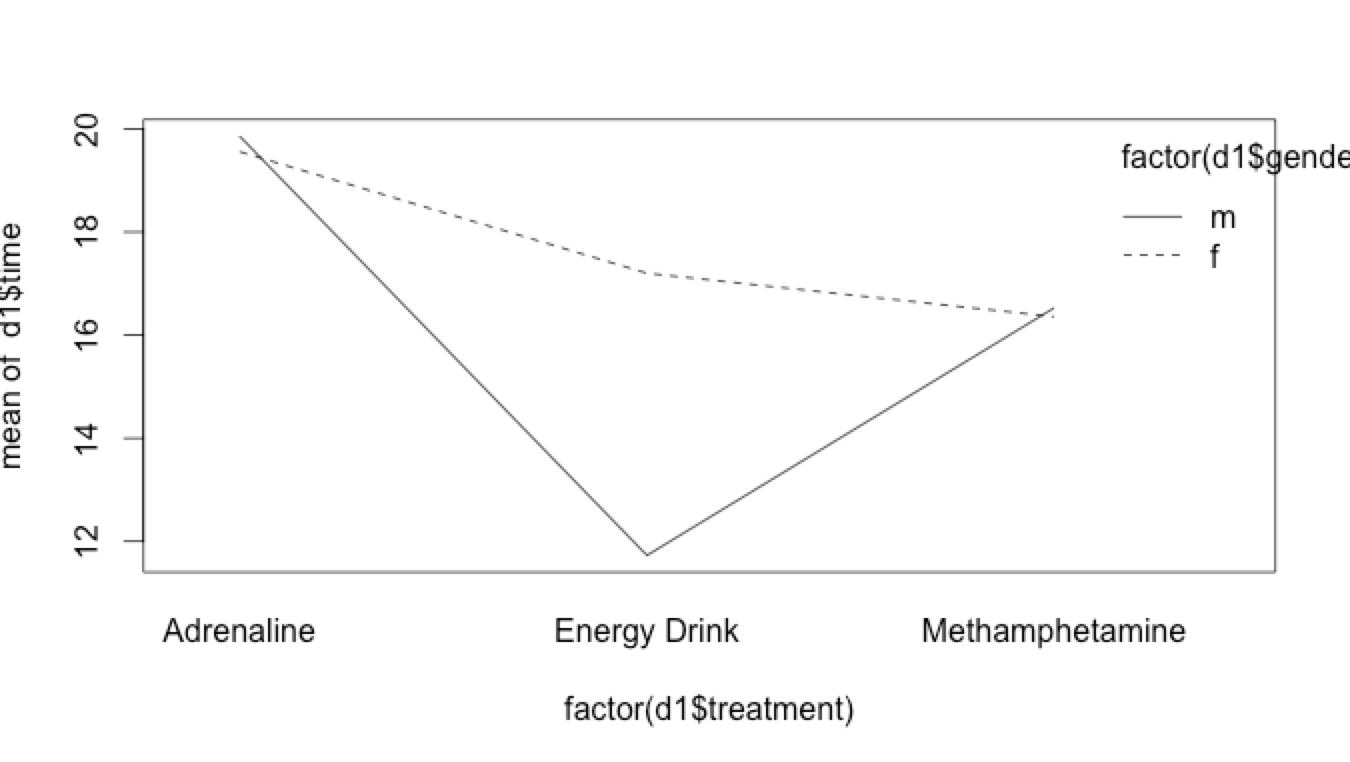 20
18
16
14
12
mean of d1$time
factor(d1$gende
m
f
Adrenaline Energy Drink Methamphetamine
factor(d1$treatment)